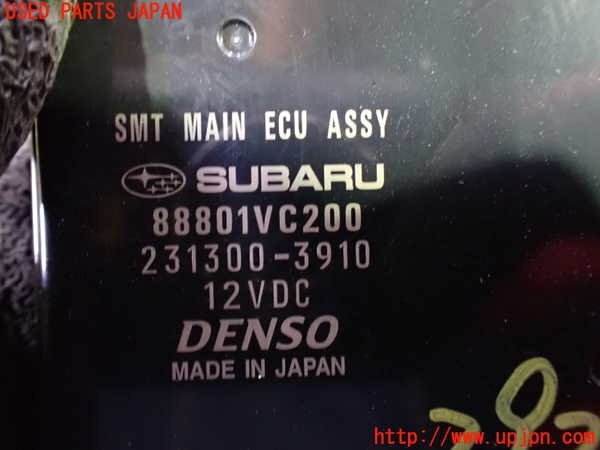 USED PARTS JAPAN
SMT MAIN ECU ASSY
SUBARU
88801VC200
231300-3910
12VDC
DENSO
MADE IN JAPAN
http://www.upjpn.com/